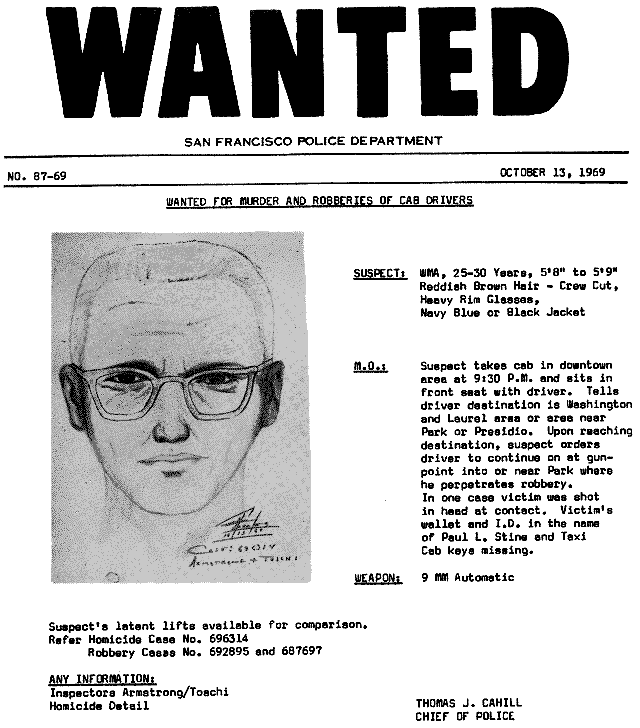 WANTED
SAN FRANCISCO POLICE DEPARTMENT
NO. 87-69
OCTOBER 13, 1969
WANTED FOR MURDER AND ROBBERIES OF CAB DRIVERS
SUSPECT: WMA, 25-30 Years, 5'8" to 5'9"
Reddish Brown Hair - Crew Cut,
Heavy Rim Glasses,
Navy Blue or Black Jacket
M.O.: Suspect takes cab in downtown
area at 9:30 P.M. and sits in
front seat with driver. Tells
driver destination is Washington
and Laurel area or area near
Park or Presidio. Upon reaching
destination, suspect orders
driver to continue on at gun-
point into or near Park where
he perpetrates robbery.
In one case victim was shot
in head at contact. Victim's
wallet and I.D. in the name
of Paul L. Stine and Taxi
Cab keys missing.
WEAPON: 9 MM Automatic
Case: 696314
Armstrong & Toschi
Suspect's latent lifts available for comparison.
Refer Homicide Case No. 696314
Robbery Cases No. 692895 and 687697
ANY INFORMATION:
Inspectors Armstrong/Toschi
Homicide Detail
THOMAS J. CAHILL
CHIEF OF POLICE